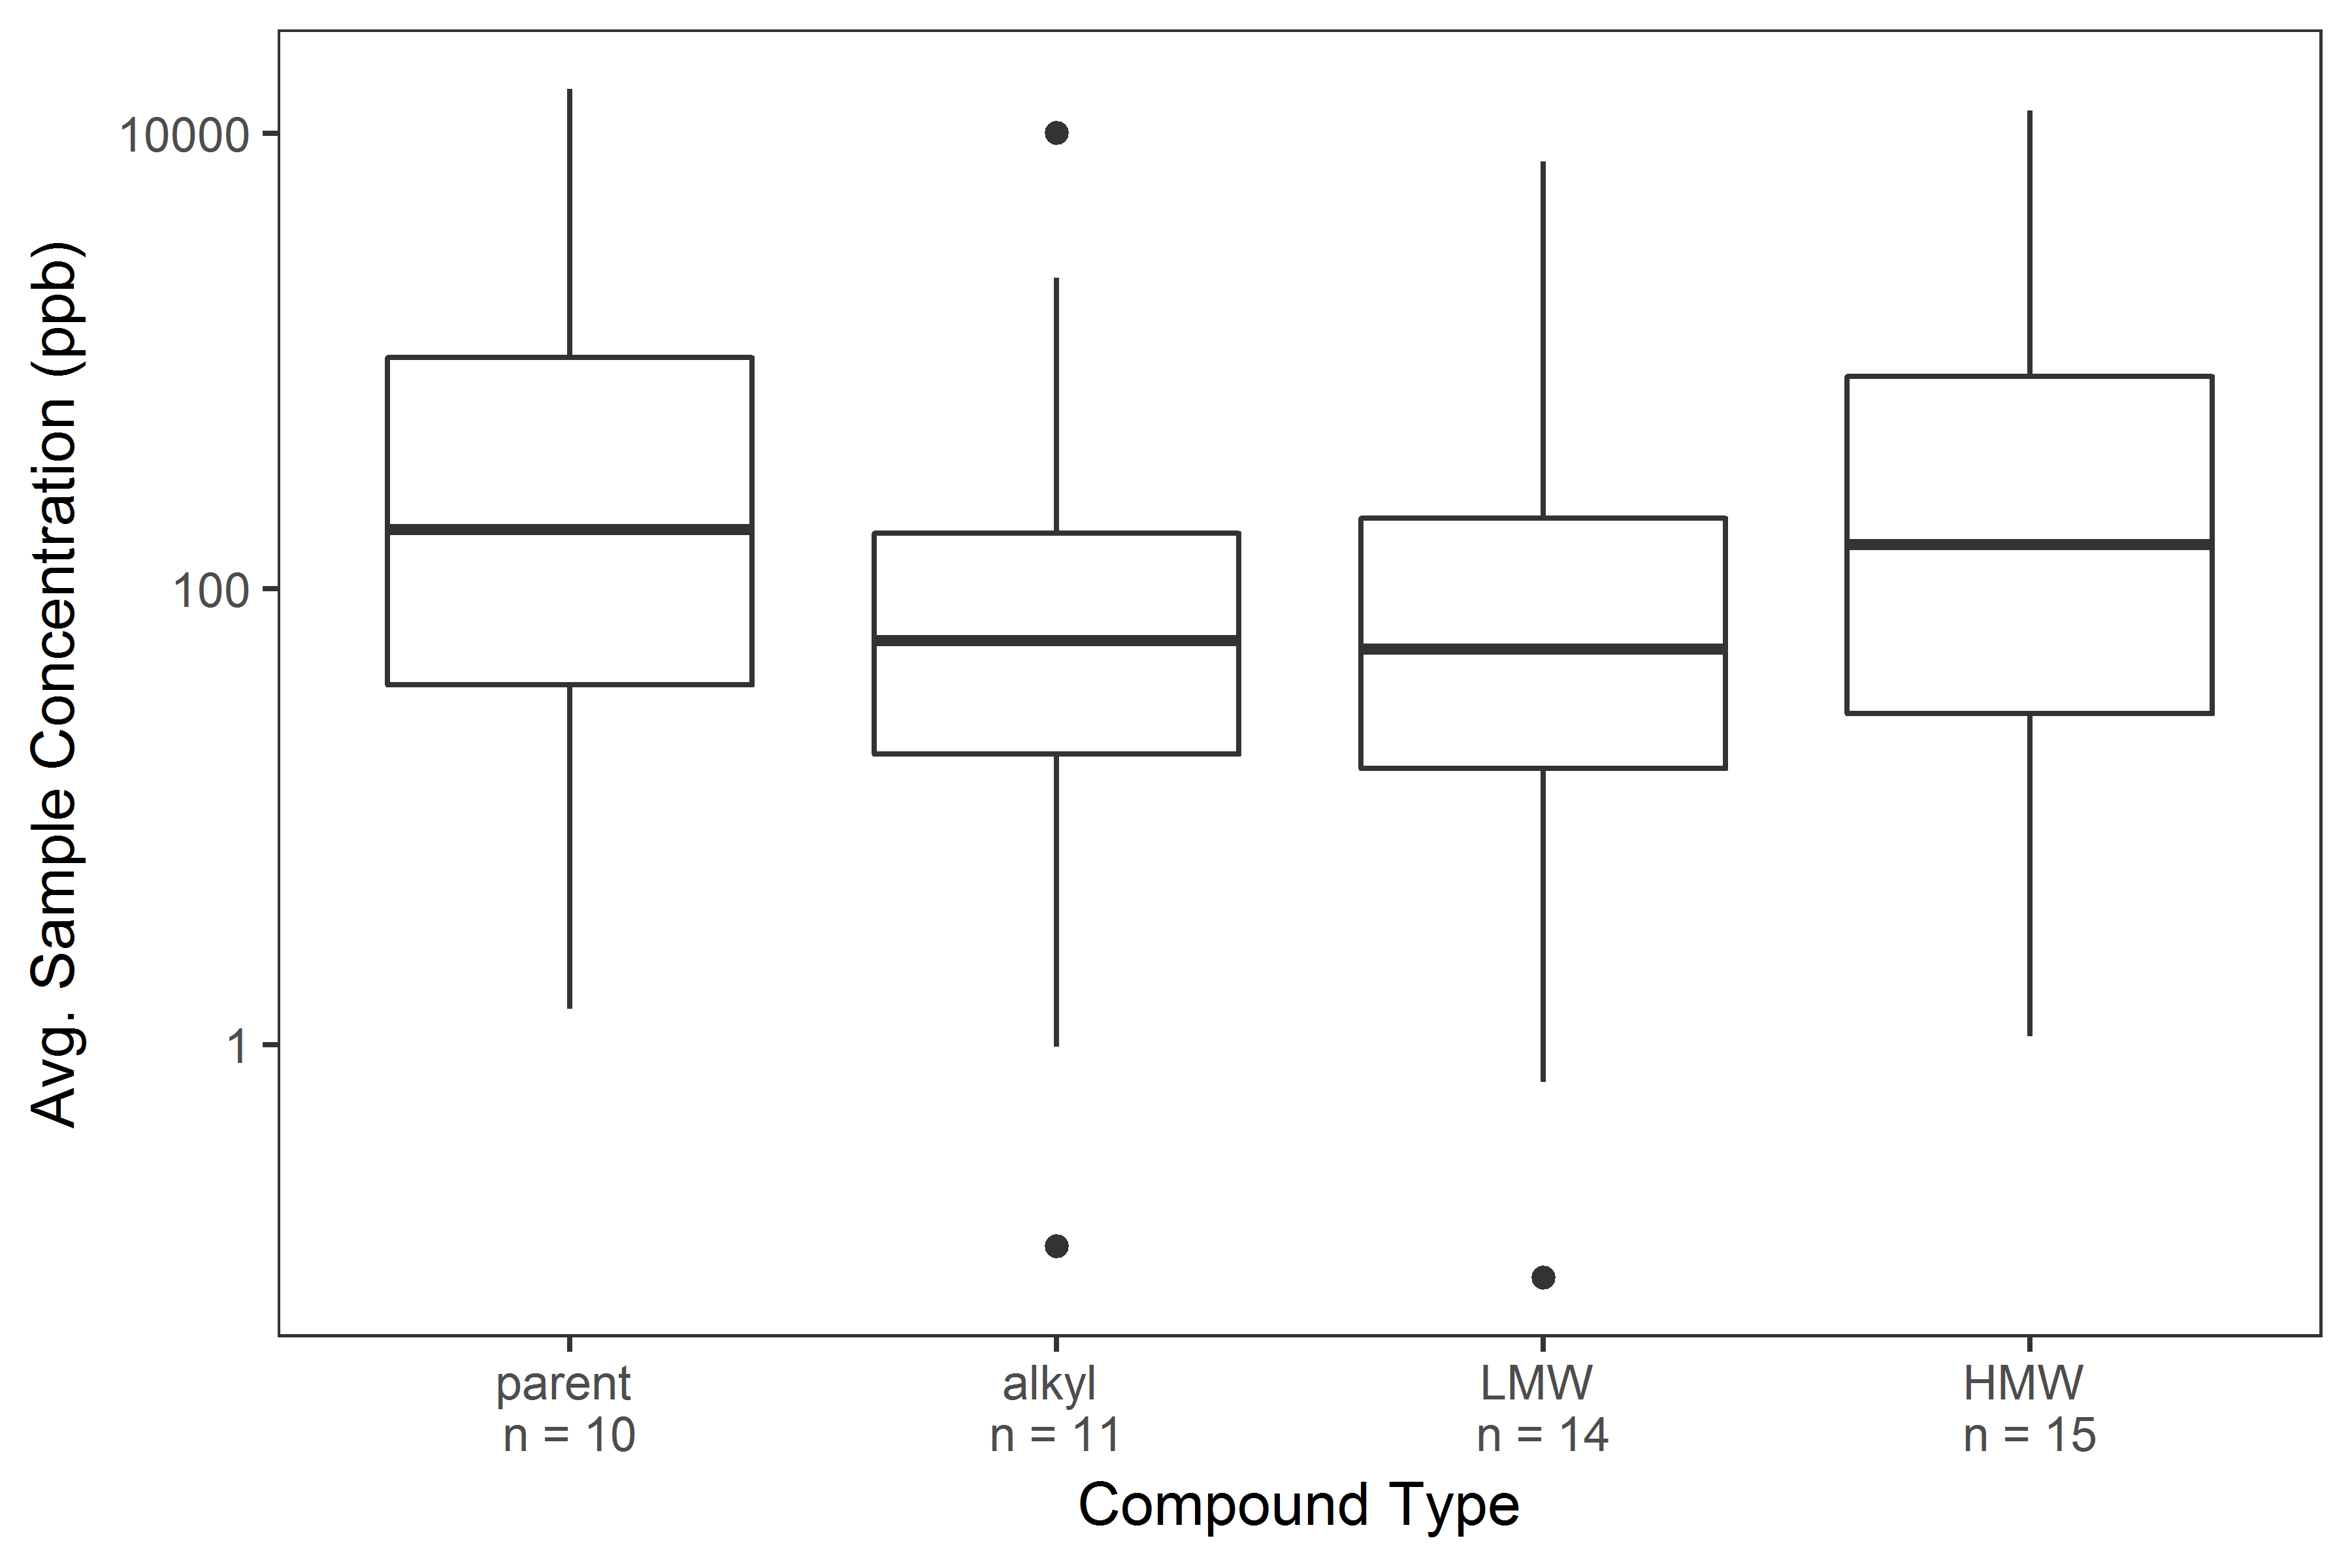 Avg. Sample Concentration (ppb)
10000
100
1
parent
n = 10
alkyl
n = 11
LMW
n = 14
HMW
n = 15
Compound Type